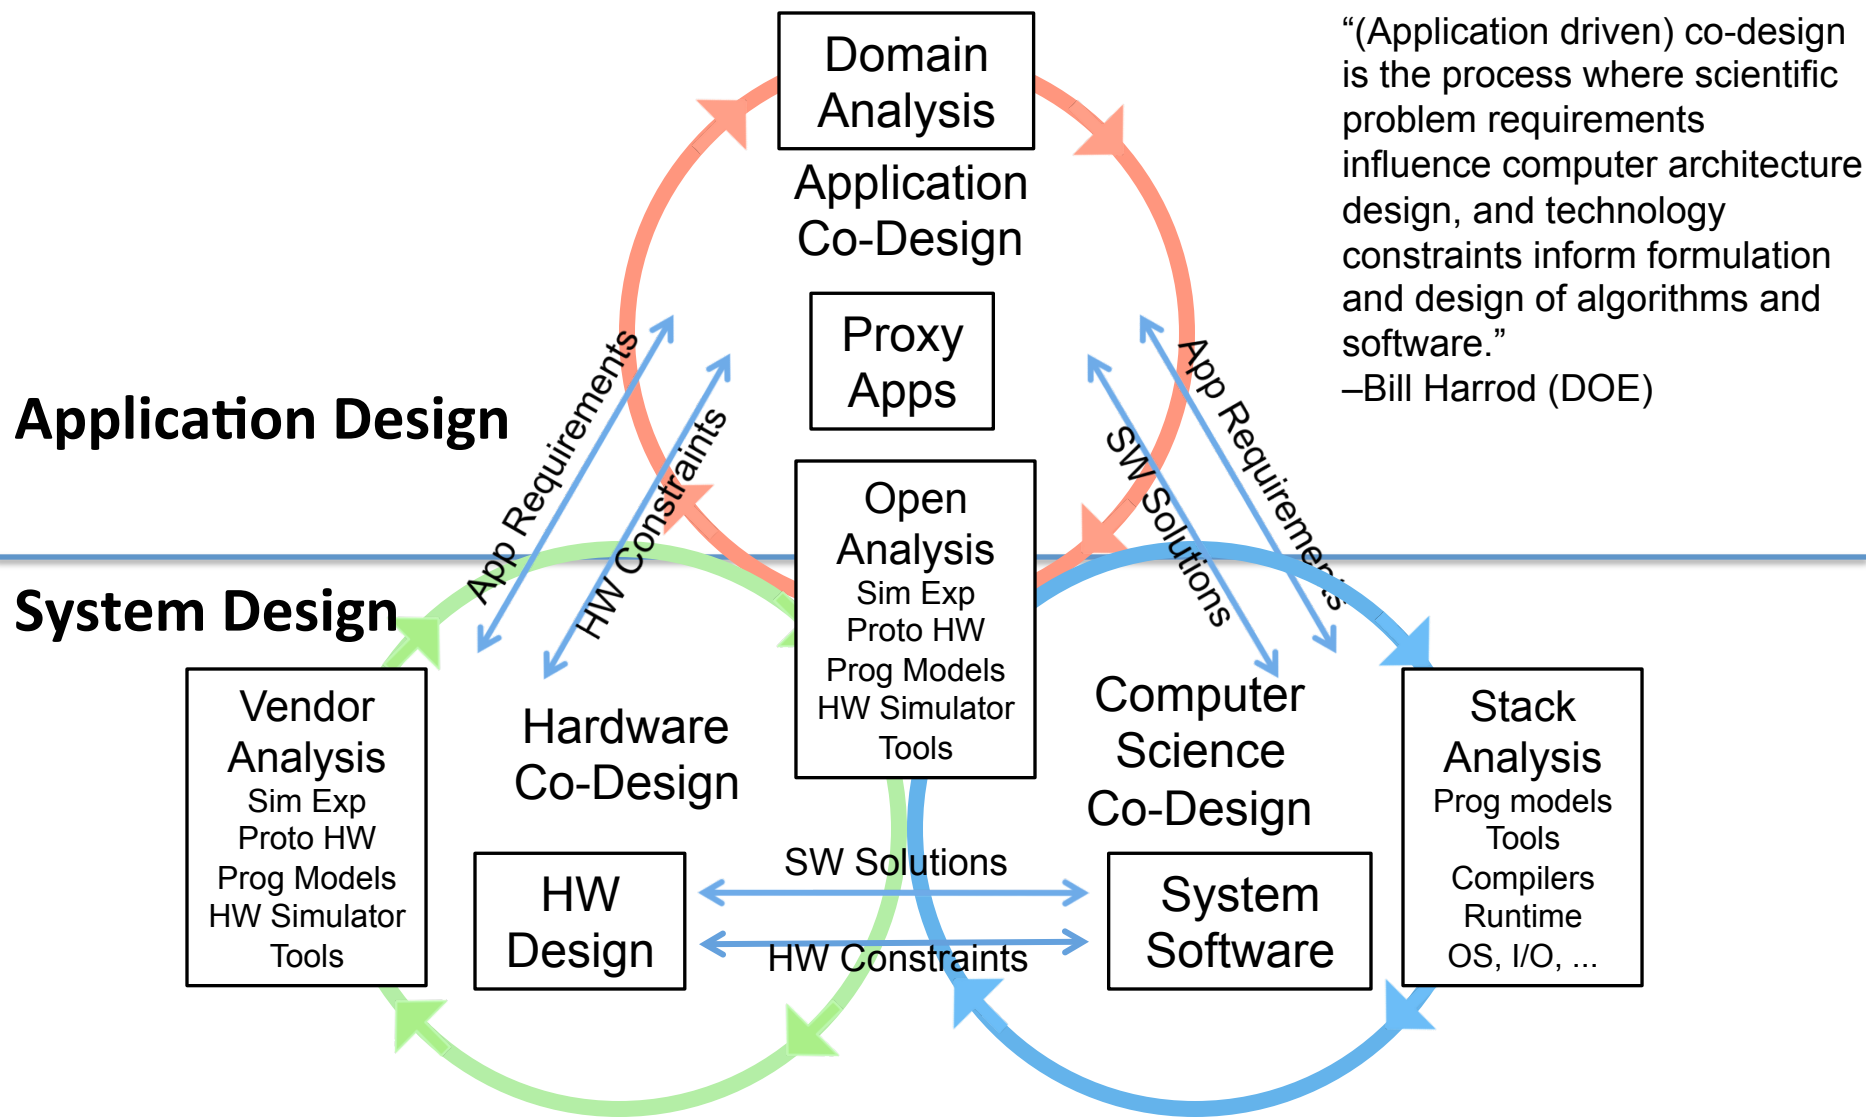 Domain
Analysis
Application
Co-Design
Proxy
Apps
“(Application driven) co-design
is the process where scientific
problem requirements
influence computer architecture
design, and technology
constraints inform formulation
and design of algorithms and
software.”
–Bill Harrod (DOE)
Application Design
App Requirements
HW Constraints
SW Solutions
App Requirements
Open
Analysis
Sim Exp
Proto HW
Prog Models
HW Simulator
Tools
System Design
Vendor
Analysis
Sim Exp
Proto HW
Prog Models
HW Simulator
Tools
Hardware
Co-Design
HW
Design
Computer
Science
Co-Design
SW Solutions
HW Constraints
System
Software
Stack
Analysis
Prog models
Tools
Compilers
Runtime
OS, I/O, ...